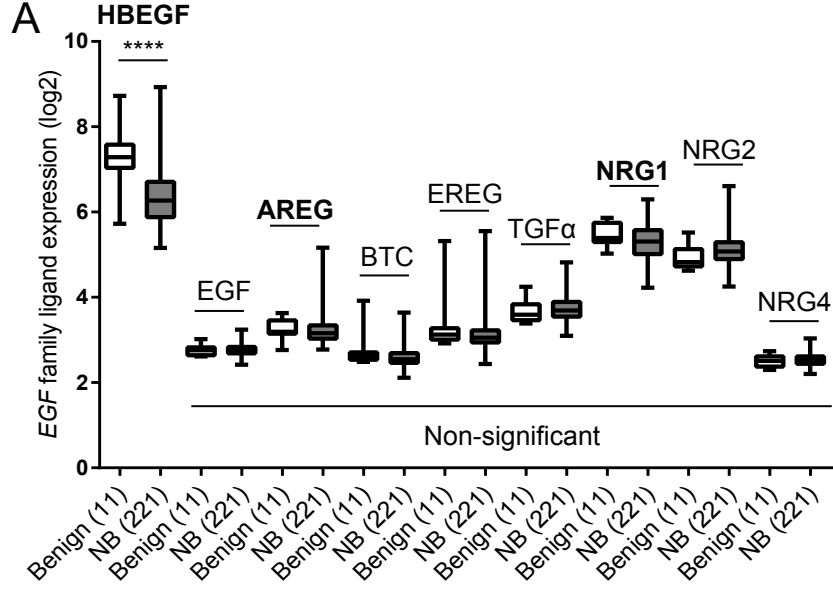 A
HBEGF
****
EGF
AREG
BTC
EREG
TGFα
NRG1
NRG2
NRG4
EGF family ligand expression (log2)
10
8
6
4
2
0
Non-significant
Benign (11)
NB (221)
Benign (11)
NB (221)
Benign (11)
NB (221)
Benign (11)
NB (221)
Benign (11)
NB (221)
Benign (11)
NB (221)
Benign (11)
NB (221)
Benign (11)
NB (221)
Benign (11)
NB (221)